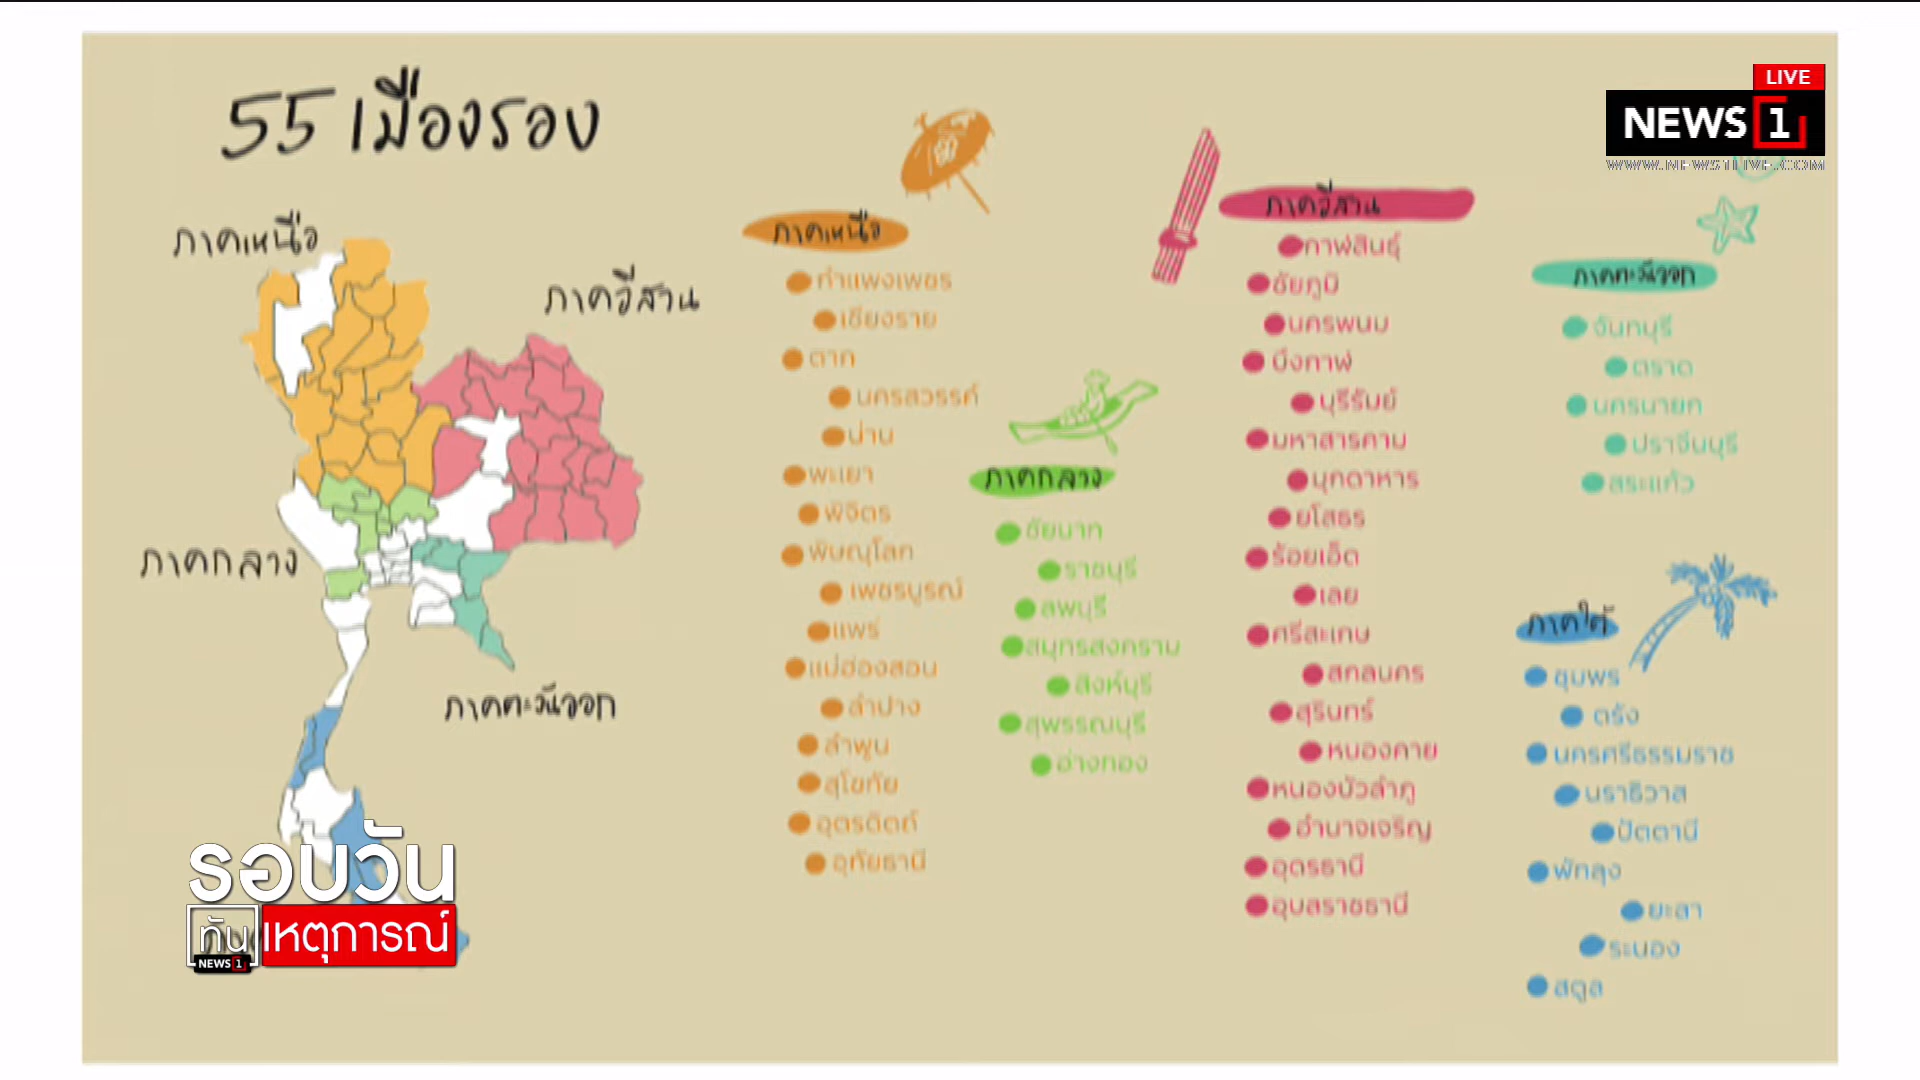 55 เมืองรอง
LIVE
NEWS 1
WWW.NEWS1LIVE.COM
ภาคเหนือ
ภาคอีสาน
ภาคกลาง
ภาคตะวันออก
ภาคเหนือ
กำแพงเพชร
เชียงราย
ตาก
นครสวรรค์
น่าน
พะเยา
พิจิตร
พิษณุโลก
เพชรบูรณ์
แพร่
แม่ฮ่องสอน
ลำปาง
ลำพูน
สุโขทัย
อุตรดิตถ์
อุทัยธานี
ภาคกลาง
ชัยนาท
ราชบุรี
ลพบุรี
สมุทรสงคราม
สิงห์บุรี
สุพรรณบุรี
อ่างทอง
ภาคอีสาน
กาฬสินธุ์
ชัยภูมิ
นครพนม
บึงกาฬ
บุรีรัมย์
มหาสารคาม
มุกดาหาร
ยโสธร
ร้อยเอ็ด
เลย
ศรีสะเกษ
สกลนคร
สุรินทร์
หนองคาย
หนองบัวลำภู
อำนาจเจริญ
อุดรธานี
อุบลราชธานี
ภาคตะวันออก
จันทบุรี
ตราด
นครนายก
ปราจีนบุรี
สระแก้ว
ภาคใต้
ชุมพร
ตรัง
นครศรีธรรมราช
นราธิวาส
ปัตตานี
พัทลุง
ยะลา
ระนอง
สตูล
รอบวัน
ทันเหตุการณ์
NEWS 1